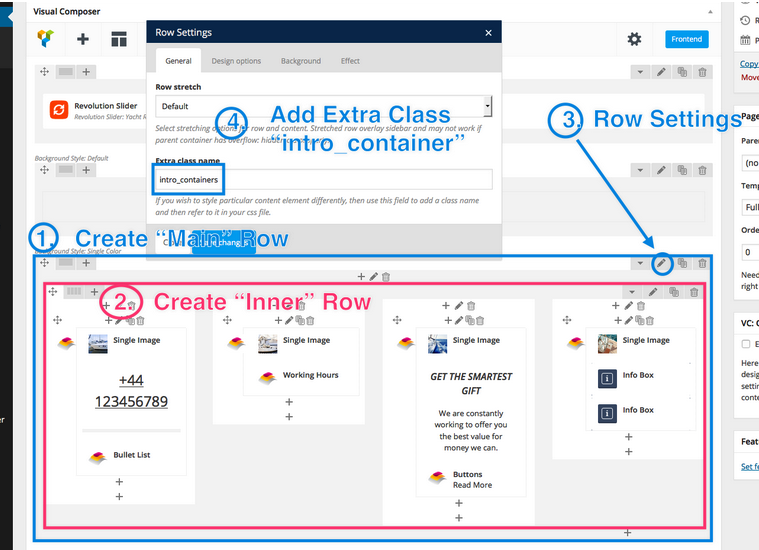 Visual Composer
Row Settings
×
Frontend
General
Design options
Background
Effect
Row stretch
Default
Copy
Move
Revolution Slider
Revolution Slider: Yacht R
4.
Add Extra Class
"intro_container"
3.
Row Settings
Select stretching options for row and content. Stretched row overlay sidebar and may not work if
parent container has overflow:
Page
Background Style: Default
Extra class name
intro_containers
Paren
(no
Temp
Full
If you wish to style particular content element differently, then use this field to add a class name
and then refer to it in your css file.
1.
Create "Main" Row
Orde
0
Background Style: Single Color
Need
right
2.
Create "Inner" Row
Single Image
Single Image
Single Image
Single Image
VC: C
E
+44
123456789
Working Hours
GET THE SMARTEST
GIFT
Info Box
Info Box
Here
desig
settin
conte
We are constantly
working to offer you
the best value for
money we can.
Bullet List
Buttons
Read More
Feat
Set fe
er